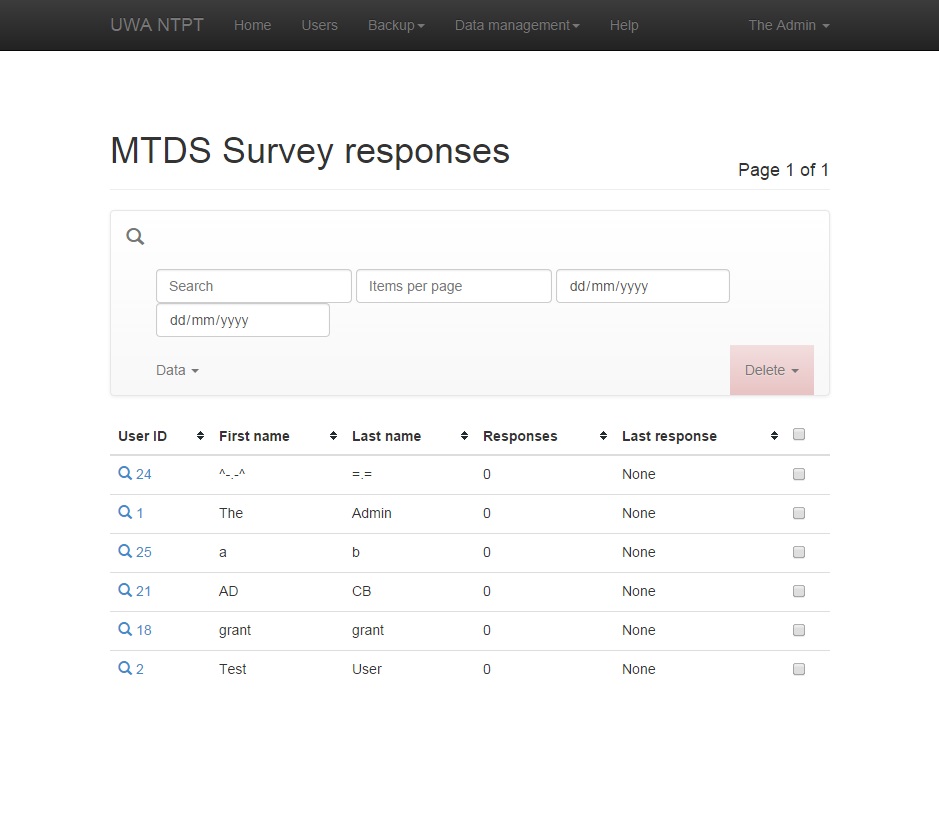 UWA NTPT Home Users Backup Data management Help The Admin
MTDS Survey responses
Page 1 of 1
Search Items per page dd/mm/yyyy
dd/mm/yyyy
Data Delete
User ID First name Last name Responses Last response
24 ^-.-^ =.= 0 None
1 The Admin 0 None
25 a b 0 None
21 AD CB 0 None
18 grant grant 0 None
2 Test User 0 None